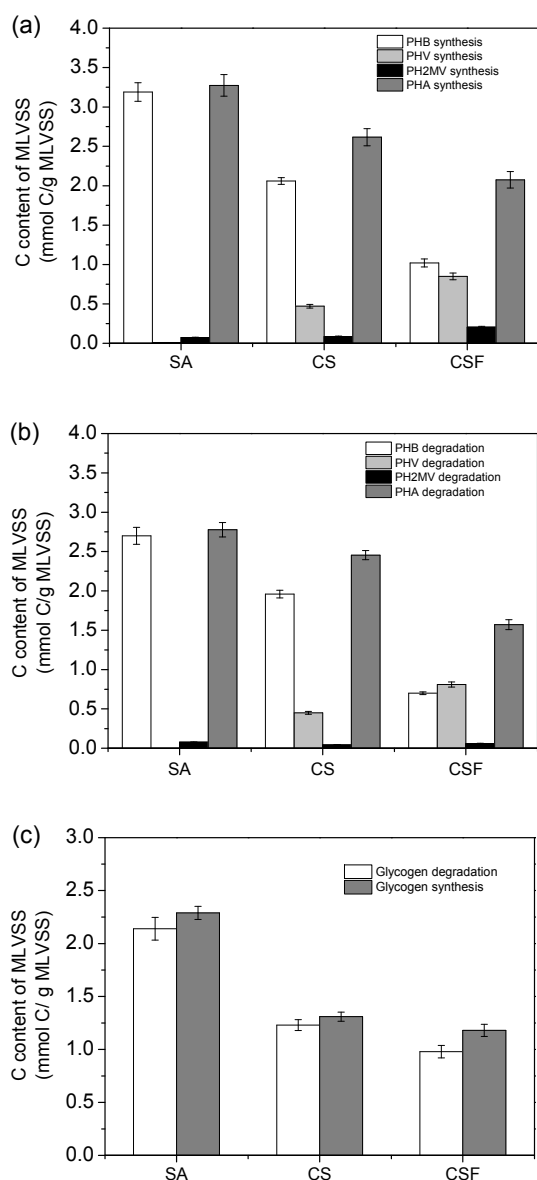 (a)
PHB synthesis
PHV synthesis
PH2MV synthesis
PHA synthesis
C content of MLVSS
(mmol C/g MLVSS)
4.0
3.5
3.0
2.5
2.0
1.5
1.0
0.5
0.0
SA CS CSF
(b)
PHB degradation
PHV degradation
PH2MV degradation
PHA degradation
C content of MLVSS
(mmol C/g MLVSS)
4.0
3.5
3.0
2.5
2.0
1.5
1.0
0.5
0.0
SA CS CSF
(c)
Glycogen degradation
Glycogen synthesis
C content of MLVSS
(mmol C/ g MLVSS)
3.0
2.5
2.0
1.5
1.0
0.5
0.0
SA CS CSF